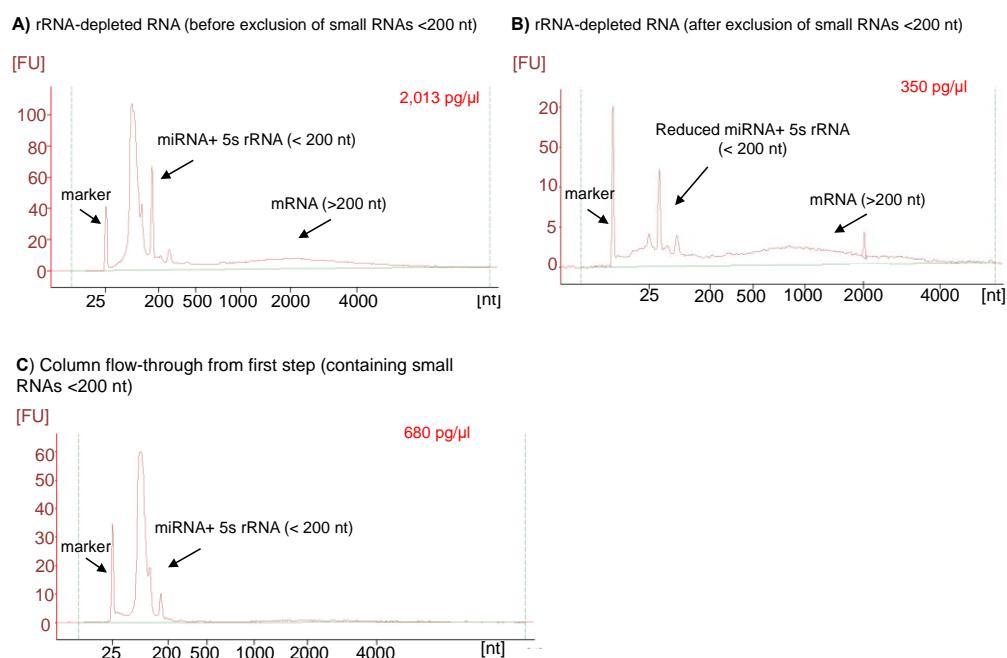 A) rRNA-depleted RNA (before exclusion of small RNAs <200 nt)
[FU]
2,013 pg/µl
100
80
60
40
20
0
marker
miRNA+ 5s rRNA (< 200 nt)
mRNA (>200 nt)
25 200 500 1000 2000 4000 [nt]
B) rRNA-depleted RNA (after exclusion of small RNAs <200 nt)
[FU]
350 pg/µl
20
50
10
5
0
marker
Reduced miRNA+ 5s rRNA
(< 200 nt)
mRNA (>200 nt)
25 200 500 1000 2000 4000 [nt]
C) Column flow-through from first step (containing small
RNAs <200 nt)
[FU]
680 pg/µl
60
50
40
30
20
10
0
marker
miRNA+ 5s rRNA (< 200 nt)
25 200 500 1000 2000 4000 [nt]